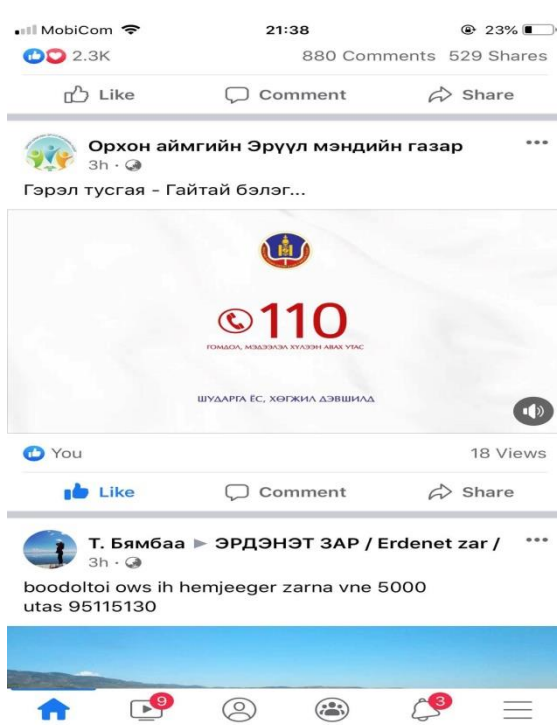 MobiCom 21:38 23%
2.3K 880 Comments 529 Shares
Like Comment Share
Орхон аймгийн Эрүүл мэндийн газар
3h ·
Гэрэл тусгая - Гайтай бэлэг...
110
ГОМДОЛ, МЭДЭЭЛЭЛ ХҮЛЭЭН АВАХ УТАС
ШУДАРГА ЁС, ХӨГЖИЛ ДЭВШИЛД
You 18 Views
Like Comment Share
Т. Бямбаа ► ЭРДЭНЭТ ЗАР / Erdenet zar /
3h ·
boodoltoi ows ih hemjeeger zarna vne 5000
utas 95115130
9 3